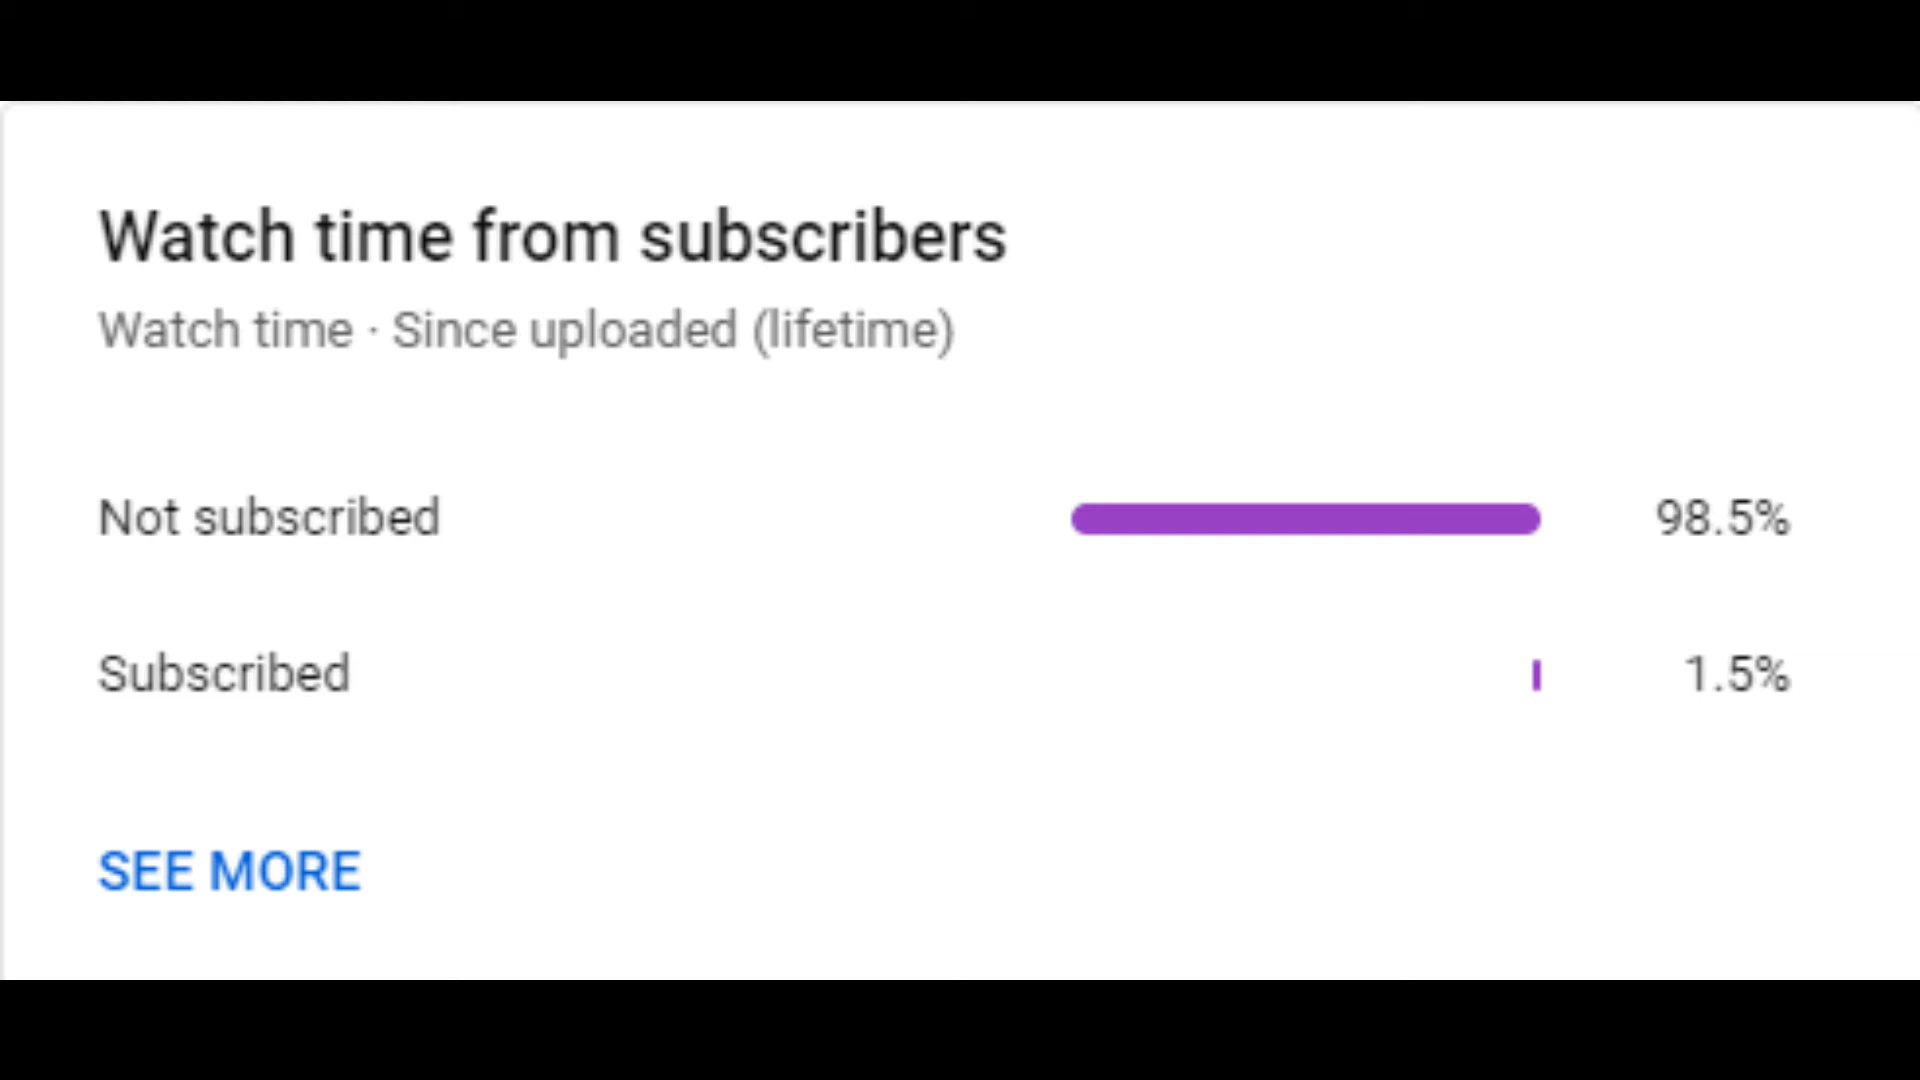 Watch time from subscribers
Watch time · Since uploaded (lifetime)
Not subscribed 98.5%
Subscribed 1.5%
SEE MORE